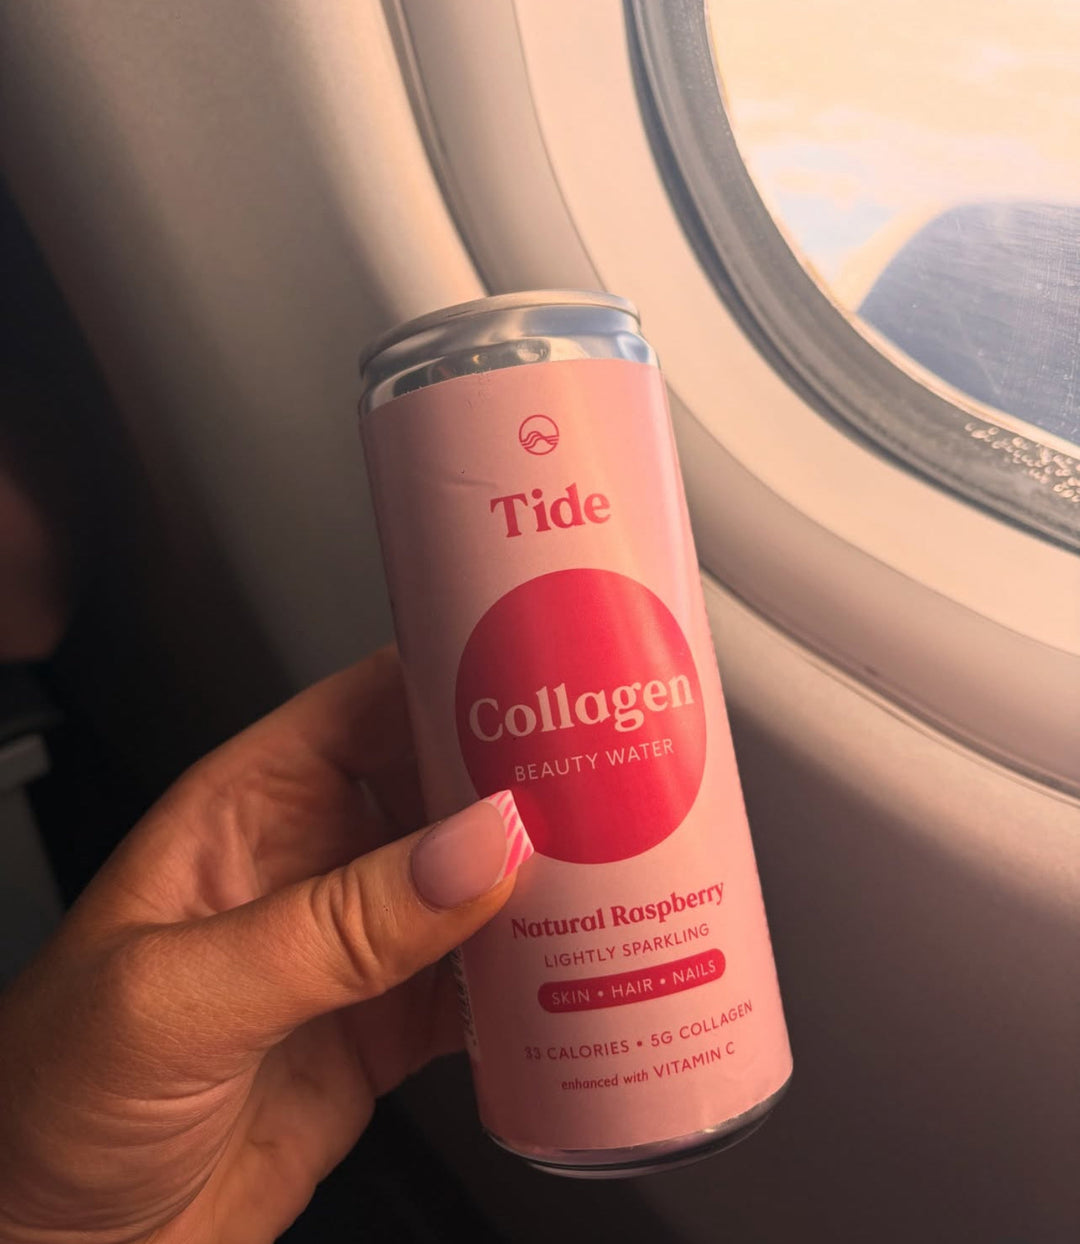 Tide
Collagen
BEAUTY WATER
Natural Raspberry
LIGHTLY SPARKLING
SKIN • HAIR • NAILS
33 CALORIES • 5G COLLAGEN
enhanced with VITAMIN C